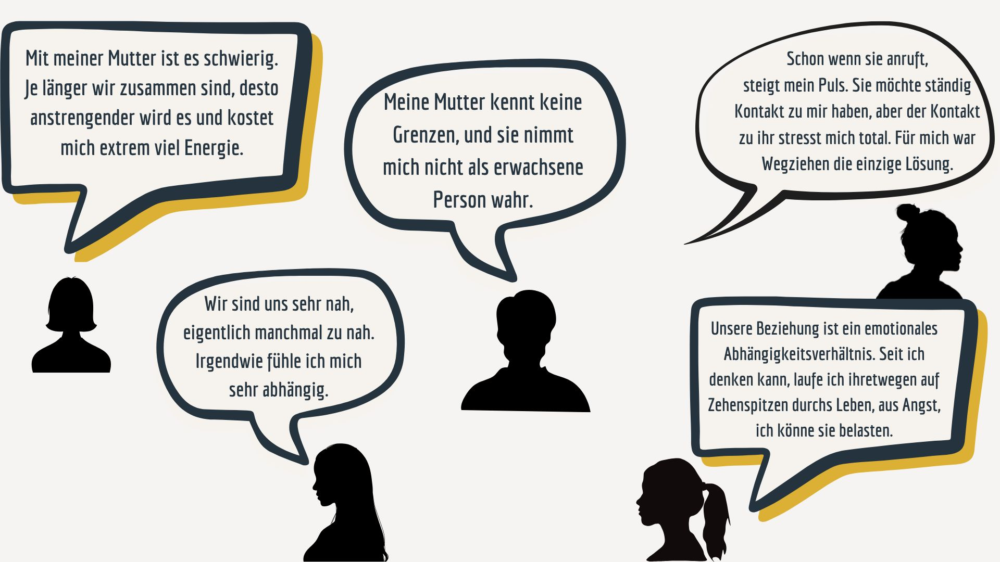 Mit meiner Mutter ist es schwierig.
Je länger wir zusammen sind, desto
anstrengender wird es und kostet
mich extrem viel Energie.
Meine Mutter kennt keine
Grenzen, und sie nimmt
mich nicht als erwachsene
Person wahr.
Schon wenn sie anruft,
steigt mein Puls. Sie möchte ständig
Kontakt zu mir haben, aber der Kontakt
zu ihr stresst mich total. Für mich war
Wegziehen die einzige Lösung.
Wir sind uns sehr nah,
eigentlich manchmal zu nah.
Irgendwie fühle ich mich
sehr abhängig.
Unsere Beziehung ist ein emotionales
Abhängigkeitsverhältnis. Seit ich
denken kann, laufe ich ihretwegen auf
Zehenspitzen durchs Leben, aus Angst,
ich könne sie belasten.